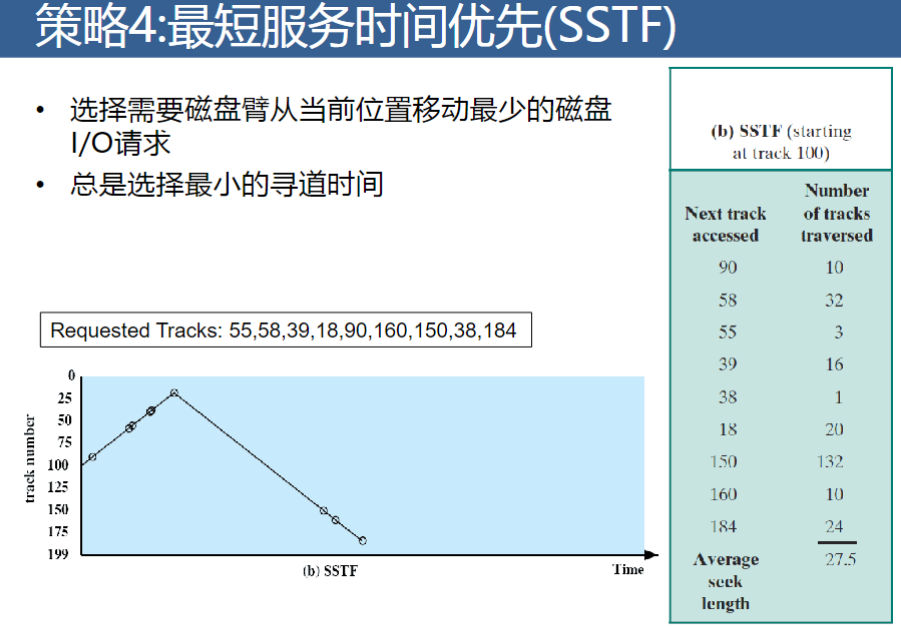 策略4:最短服务时间优先(SSTF)
• 选择需要磁盘臂从当前位置移动最少的磁盘
I/O请求
• 总是选择最小的寻道时间
Requested Tracks: 55,58,39,18,90,160,150,38,184
track number
0
25
50
75
100
125
150
175
199
(b) SSTF
Time
(b) SSTF (starting
at track 100)
Next track
accessed
Number
of tracks
traversed
90 10
58 32
55 3
39 16
38 1
18 20
150 132
160 10
184 24
Average
seek
length
27.5